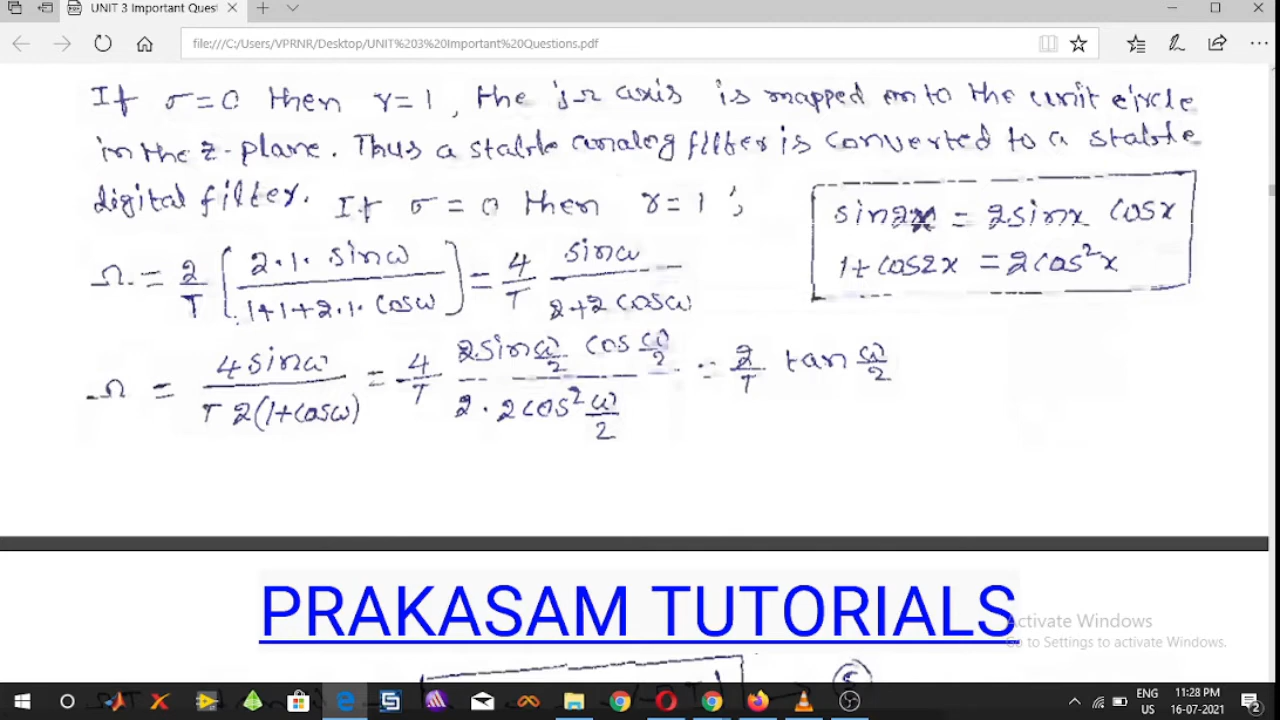 UNIT 3 Important Quest
file:///C:/Users/VPRNR/Desktop/UNIT%203%20Important%20Questions.pdf
If σ=0 then r=1, the jΩ axis is mapped on to the unit circle
in the z-plane. Thus a stable analog filter is converted to a stable
digital filter. If σ = 0 then r=1 ;
sin2x = 2sinx cosx
1+cos2x = 2cos²x
Ω = 2/T [ 2·1· sinω / 1+1+2·1·cosω ] = 4/T sinω / 2+2cosω
Ω = 4sinω / T 2(1+cosω) = 4/T 2sin ω/2 cos ω/2 / 2·2cos² ω/2 = 2/T tan ω/2
PRAKASAM TUTORIALS
Activate Windows
Go to Settings to activate Windows.
ENG
US
11:28 PM
16-07-2021
2